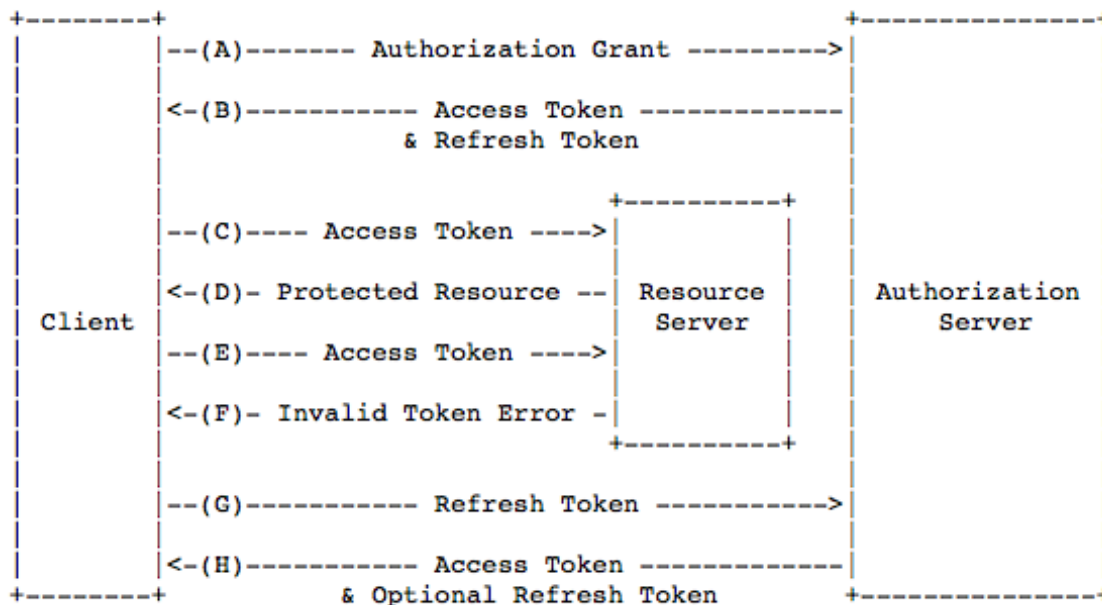 +--------+                                           +---------------+
|        |--(A)------- Authorization Grant --------->|               |
|        |                                           |               |
|        |<-(B)----------- Access Token -------------|               |
|        |               & Refresh Token             |               |
|        |                                           |               |
|        |                            +----------+   |               |
|        |--(C)---- Access Token ---->|          |   |               |
|        |                            |          |   |               |
|        |<-(D)- Protected Resource --| Resource |   | Authorization |
| Client |                            |  Server  |   |     Server    |
|        |--(E)---- Access Token ---->|          |   |               |
|        |                            |          |   |               |
|        |<-(F)- Invalid Token Error -|          |   |               |
|        |                            +----------+   |               |
|        |                                           |               |
|        |--(G)----------- Refresh Token ----------->|               |
|        |                                           |               |
|        |<-(H)----------- Access Token -------------|               |
+--------+           & Optional Refresh Token        +---------------+